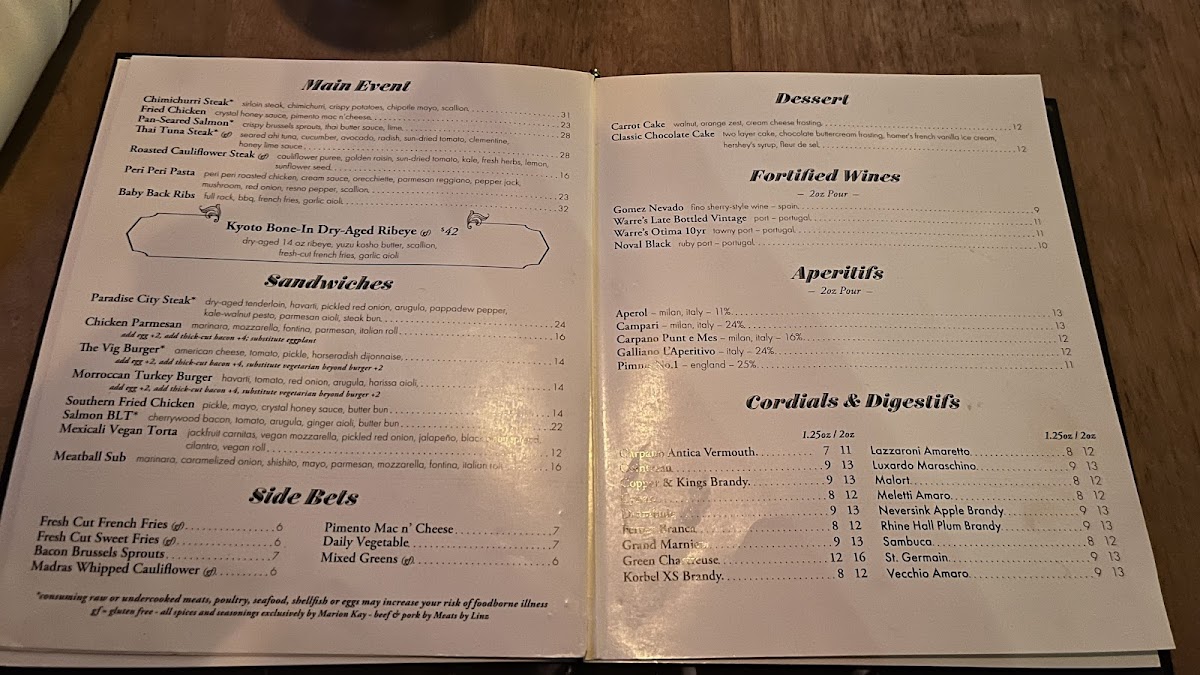 Main Event
Chimichurri Steak* sirloin steak, chimichurri, crispy potatoes, chipotle mayo, scallion 31
Fried Chicken crystal honey sauce, pimento mac n'cheese 23
Pan-Seared Salmon* crispy brussels sprouts, thai butter sauce, lime 28
Thai Tuna Steak* (gf) seared ahi tuna, cucumber, avocado, radish, sun-dried tomato, clementine,
honey lime sauce 28
Roasted Cauliflower Steak (gf) cauliflower puree, golden raisin, sun-dried tomato, kale, fresh herbs, lemon,
sunflower seed 16
Peri Peri Pasta peri peri roasted chicken, cream sauce, orecchiette, parmesan reggiano, pepper jack,
mushroom, red onion, resno pepper, scallion 23
Baby Back Ribs full rack, bbq, french fries, garlic aioli 32
Kyoto Bone-In Dry-Aged Ribeye (gf) $42
dry-aged 14 oz ribeye, yuzu kosho butter, scallion,
fresh-cut french fries, garlic aioli
Sandwiches
Paradise City Steak* dry-aged tenderloin, havarti, pickled red onion, arugula, pappadew pepper,
kale-walnut pesto, parmesan aioli, steak bun 24
Chicken Parmesan marinara, mozzarella, fontina, parmesan, italian roll 16
add egg +2, add thick-cut bacon +4; substitute eggplant
The Vig Burger* american cheese, tomato, pickle, horseradish dijonnaise 14
add egg +2, add thick-cut bacon +4, substitute vegetarian beyond burger +2
Morroccan Turkey Burger havarti, tomato, red onion, arugula, harissa aioli 14
add egg +2, add thick-cut bacon +4, substitute vegetarian beyond burger +2
Southern Fried Chicken pickle, mayo, crystal honey sauce, butter bun 14
Salmon BLT* cherrywood bacon, tomato, arugula, ginger aioli, butter bun 22
Mexicali Vegan Torta jackfruit carnitas, vegan mozzarella, pickled red onion, jalapeño,
cilantro, vegan roll 12
Meatball Sub marinara, caramelized onion, shishito, mayo, parmesan, mozzarella, fontina, italian roll 16
Side Bets
Fresh Cut French Fries (gf) 6
Fresh Cut Sweet Fries (gf) 6
Bacon Brussels Sprouts 7
Madras Whipped Cauliflower (gf) 6
Pimento Mac n' Cheese 7
Daily Vegetable 7
Mixed Greens (gf) 6
*consuming raw or undercooked meats, poultry, seafood, shellfish or eggs may increase your risk of foodborne illness
gf = gluten free - all spices and seasonings exclusively by Marion Kay - beef & pork by Meats by Linz
Dessert
Carrot Cake walnut, orange zest, cream cheese frosting 12
Classic Chocolate Cake two layer cake, chocolate buttercream frosting, homer's french vanilla ice cream,
hershey's syrup, fleur de sel 12
Fortified Wines
– 2oz Pour –
Gomez Nevado fino sherry-style wine – spain 9
Warre's Late Bottled Vintage port – portugal 11
Warre's Otima 10yr tawny port – portugal 11
Noval Black ruby port – portugal 10
Aperitifs
– 2oz Pour –
Aperol – milan, italy – 11% 13
Campari – milan, italy – 24% 13
Carpano Punt e Mes – milan, italy – 16% 12
Galliano L'Aperitivo – italy – 24% 12
Pimms No.1 – england – 25% 11
Cordials & Digestifs
1.25oz / 2oz
Carpano Antica Vermouth 7 11
Cointreau 9 13
Copper & Kings Brandy 9 13
8 12
9 13
Fernet Branca 8 12
Grand Marnier 9 13
Green Chartreuse 12 16
Korbel XS Brandy 8 12
1.25oz / 2oz
Lazzaroni Amaretto 8 12
Luxardo Maraschino 9 13
Malort 8 12
Meletti Amaro 8 12
Neversink Apple Brandy 9 13
Rhine Hall Plum Brandy 9 13
Sambuca 8 12
St. Germain 9 13
Vecchio Amaro 9 13